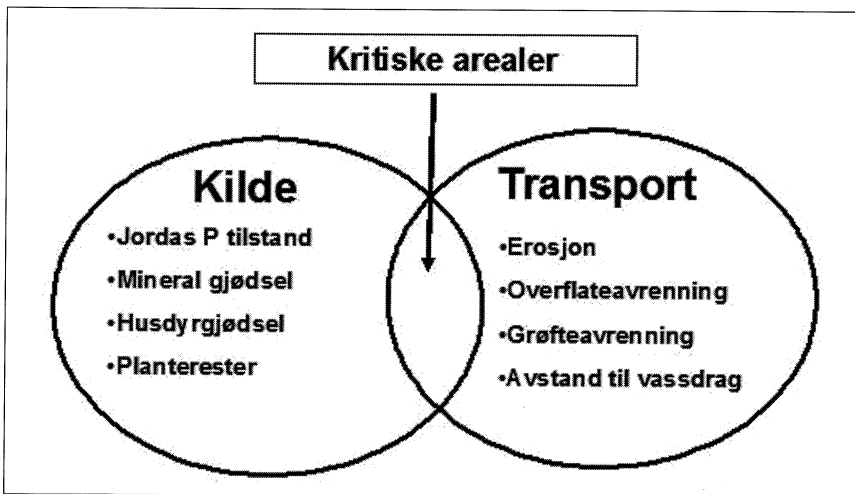 Kritiske arealer
Kilde
•Jordas P tilstand
•Mineral gjødsel
•Husdyrgjødsel
•Planterester
Transport
•Erosjon
•Overflateavrenning
•Grøfteavrenning
•Avstand til vassdrag